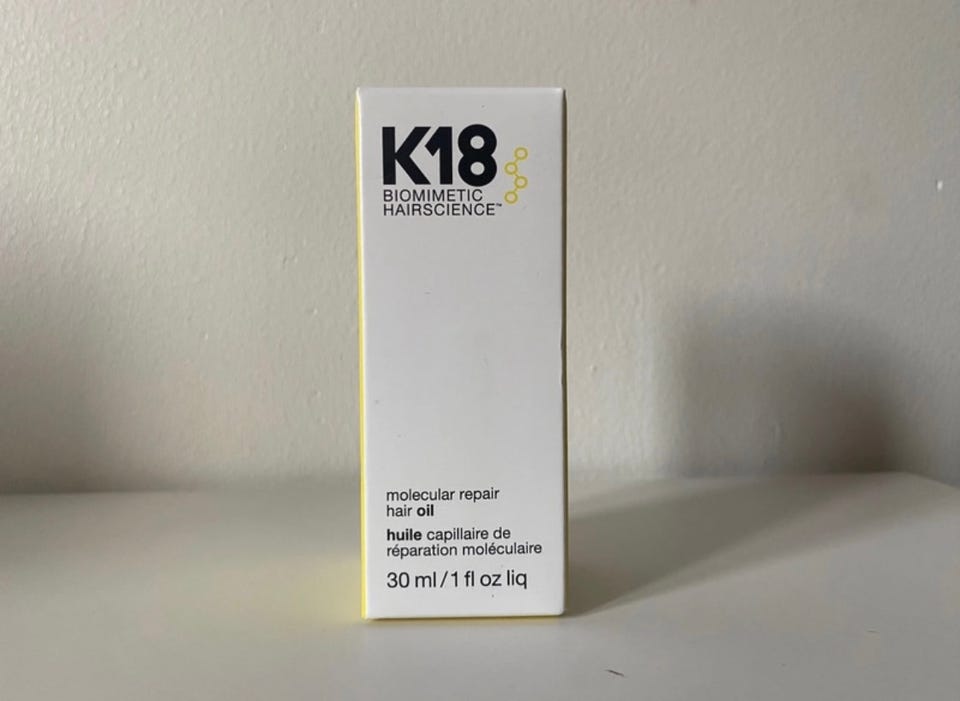 K18
BIOMIMETIC
HAIRSCIENCE™
molecular repair
hair oil
huile capillaire de
réparation moléculaire
30 ml / 1 fl oz liq